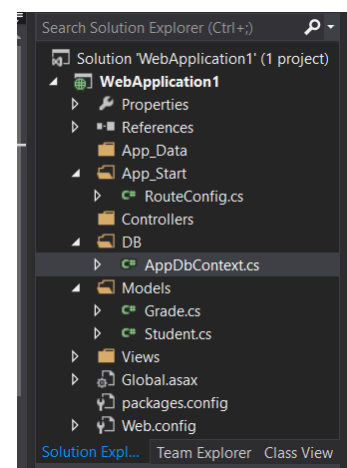 Search Solution Explorer (Ctrl+;)
Solution 'WebApplication1' (1 project)
WebApplication1
Properties
References
App_Data
App_Start
C# RouteConfig.cs
Controllers
DB
C# AppDbContext.cs
Models
C# Grade.cs
C# Student.cs
Views
Global.asax
packages.config
Web.config
Solution Expl... Team Explorer Class View